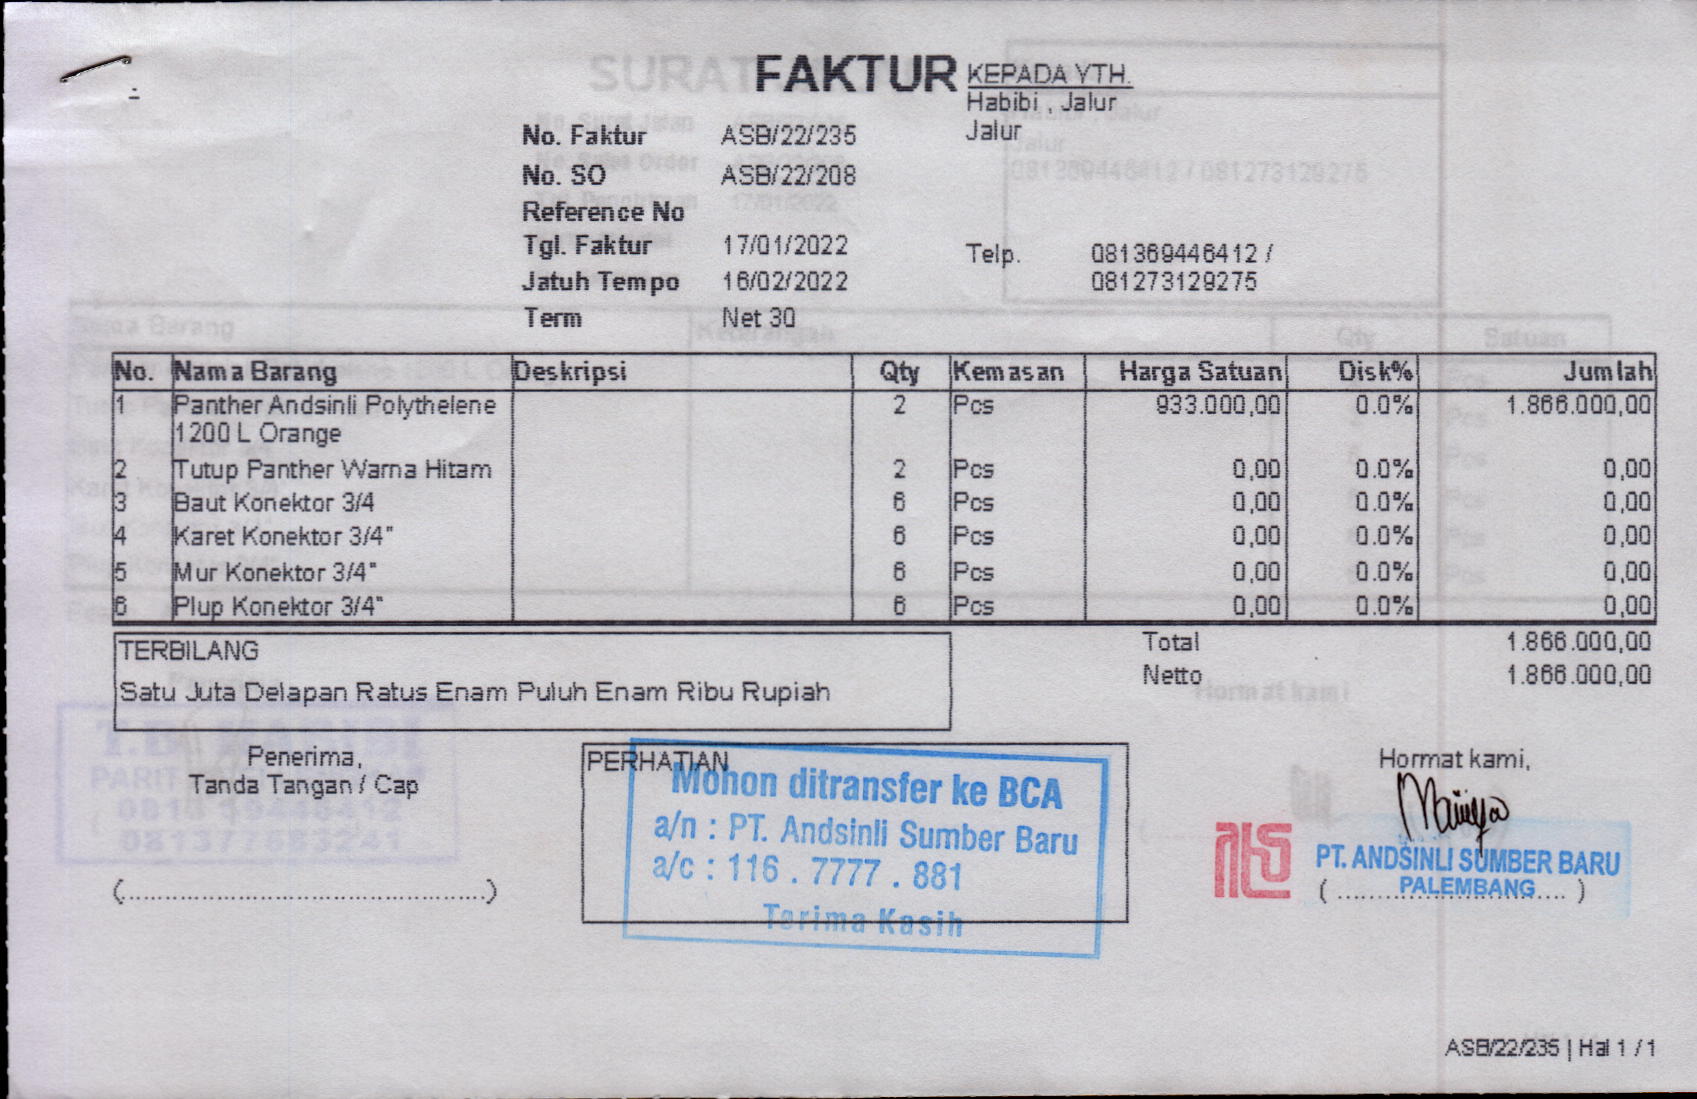 FAKTUR
KEPADA YTH.
Habibi , Jalur
Jalur
No. Faktur ASB/22/235
No. SO ASB/22/208
Reference No
Tgl. Faktur 17/01/2022
Jatuh Tempo 16/02/2022
Term Net 30
Telp. 081369446412 /
081273129275
No. Nama Barang Deskripsi Qty Kemasan Harga Satuan Disk% Jumlah
1 Panther Andsinli Polythelene 2 Pcs 933.000,00 0.0% 1.866.000,00
1200 L Orange
2 Tutup Panther Warna Hitam 2 Pcs 0,00 0.0% 0,00
3 Baut Konektor 3/4 6 Pcs 0,00 0.0% 0,00
4 Karet Konektor 3/4" 6 Pcs 0,00 0.0% 0,00
5 Mur Konektor 3/4" 6 Pcs 0,00 0.0% 0,00
6 Plup Konektor 3/4" 6 Pcs 0,00 0.0% 0,00
Total 1.866.000,00
Netto 1.866.000,00
TERBILANG
Satu Juta Delapan Ratus Enam Puluh Enam Ribu Rupiah
Penerima,
Tanda Tangan / Cap
(................................................)
PERHATIAN
Mohon ditransfer ke BCA
a/n : PT. Andsinli Sumber Baru
a/c : 116 . 7777 . 881
Terima Kasih
Hormat kami,
PT. ANDSINLI SUMBER BARU
PALEMBANG
ASB/22/235 | Hal 1 / 1